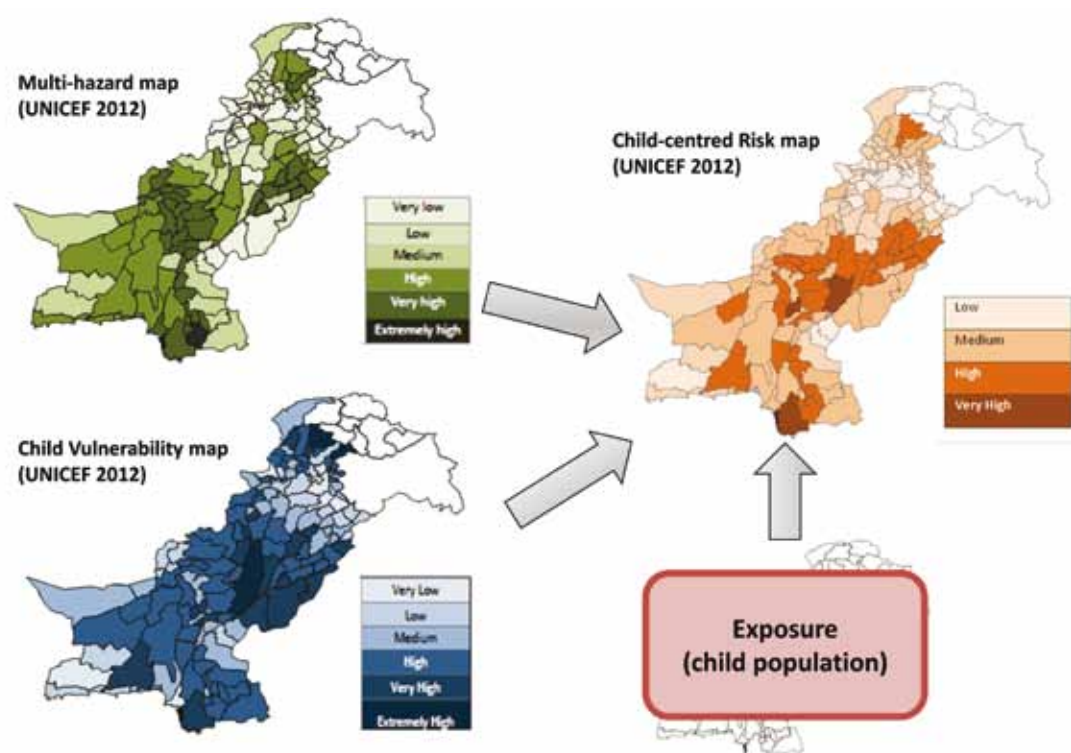 Multi-hazard map
(UNICEF 2012)
Very low
Low
Medium
High
Very high
Extremely high
Child-centred Risk map
(UNICEF 2012)
Low
Medium
High
Very High
Child Vulnerability map
(UNICEF 2012)
Very Low
Low
Medium
High
Very High
Extremely High
Exposure
(child population)